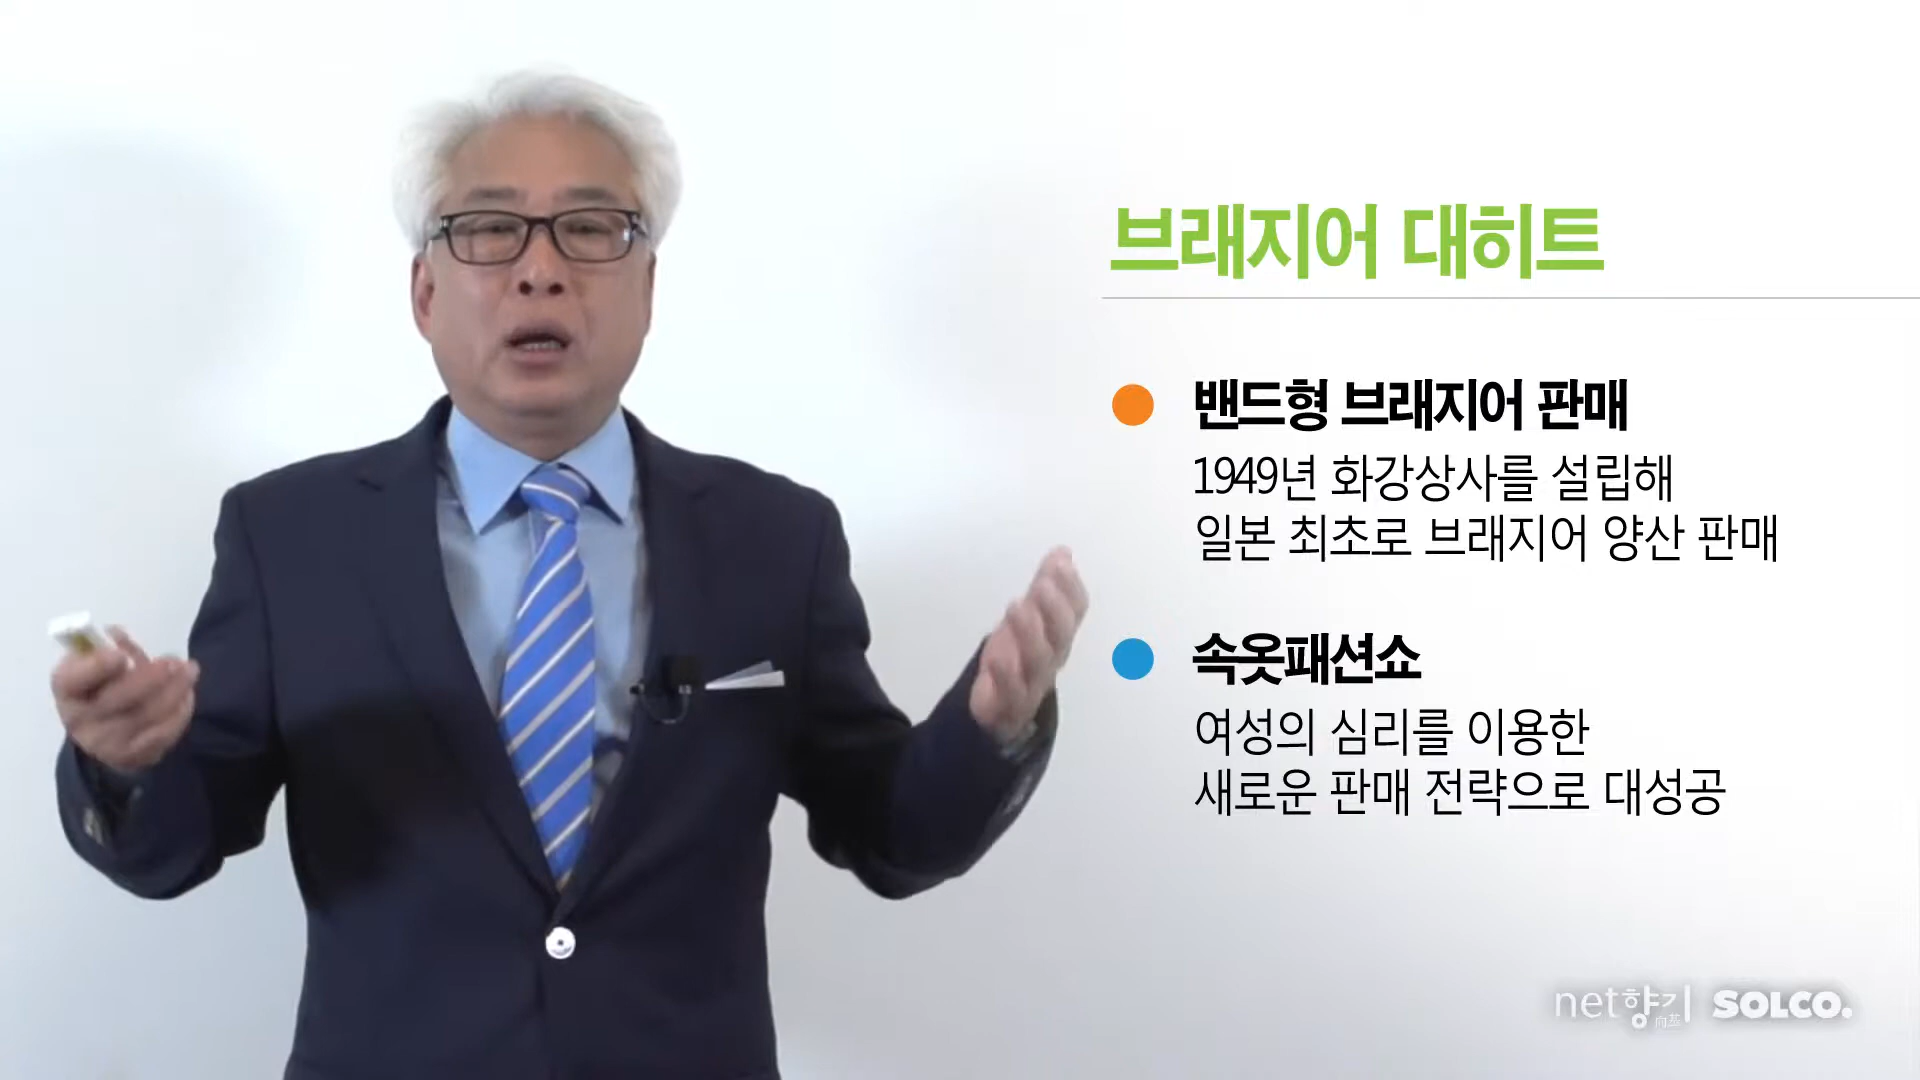 브래지어 대히트
밴드형 브래지어 판매
1949년 화강상사를 설립해
일본 최초로 브래지어 양산 판매
속옷패션쇼
여성의 심리를 이용한
새로운 판매 전략으로 대성공
net향기 SOLCO.